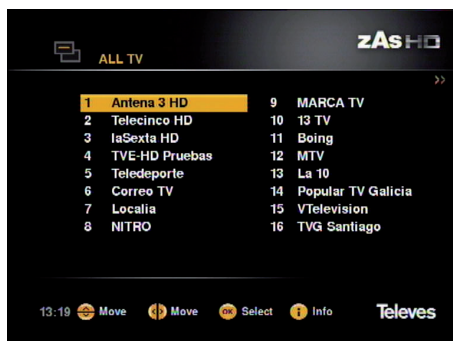 zAs HD
ALL TV
>>
1 Antena 3 HD
2 Telecinco HD
3 laSexta HD
4 TVE-HD Pruebas
5 Teledeporte
6 Correo TV
7 Localia
8 NITRO
9 MARCA TV
10 13 TV
11 Boing
12 MTV
13 La 10
14 Popular TV Galicia
15 VTelevision
16 TVG Santiago
13:19 Move Move OK Select i Info Televes